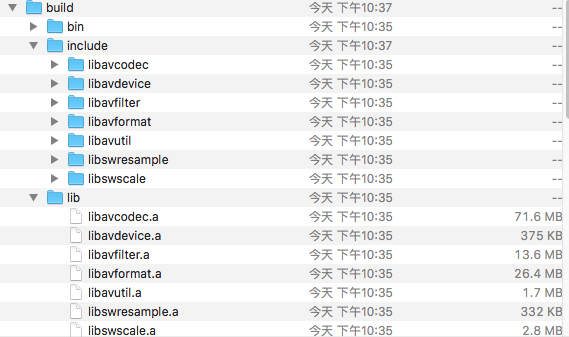 build 今天 下午10:37 --
bin 今天 下午10:35 --
include 今天 下午10:37 --
libavcodec 今天 下午10:35 --
libavdevice 今天 下午10:35 --
libavfilter 今天 下午10:35 --
libavformat 今天 下午10:35 --
libavutil 今天 下午10:35 --
libswresample 今天 下午10:35 --
libswscale 今天 下午10:35 --
lib 今天 下午10:35 --
libavcodec.a 今天 下午10:35 71.6 MB
libavdevice.a 今天 下午10:35 375 KB
libavfilter.a 今天 下午10:35 13.6 MB
libavformat.a 今天 下午10:35 26.4 MB
libavutil.a 今天 下午10:35 1.7 MB
libswresample.a 今天 下午10:35 332 KB
libswscale.a 今天 下午10:35 2.8 MB